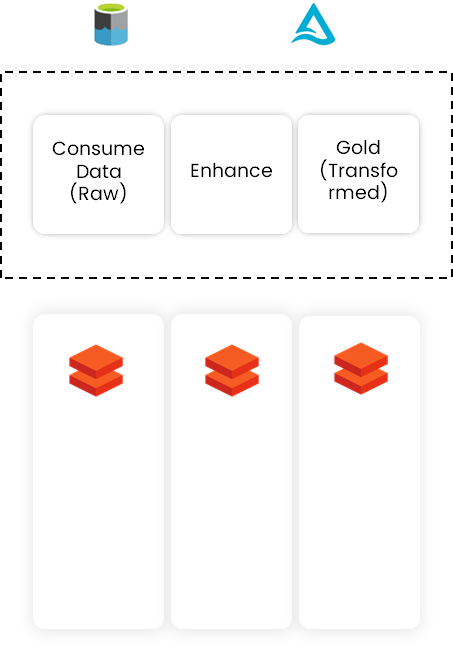 Consume
Data
(Raw)
Enhance
Gold
(Transfo
rmed)